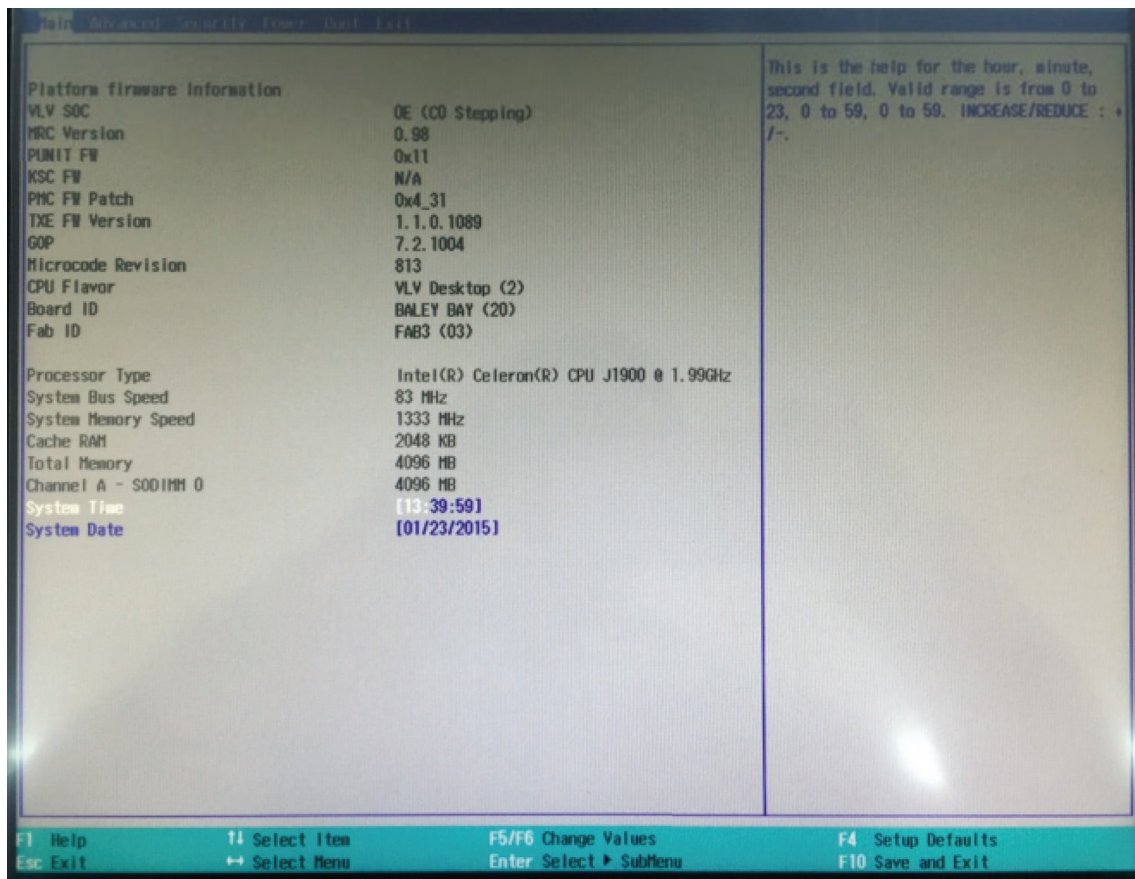 Main Advanced Security Power Boot Exit
Platform firmware Information
VLV SOC 0E (C0 Stepping)
MRC Version 0.98
PUNIT FW 0x11
KSC FW N/A
PMC FW Patch 0x4_31
TXE FW Version 1.1.0.1089
GOP 7.2.1004
Microcode Revision 813
CPU Flavor VLV Desktop (2)
Board ID BALEY BAY (20)
Fab ID FAB3 (03)
Processor Type Intel(R) Celeron(R) CPU J1900 @ 1.99GHz
System Bus Speed 83 MHz
System Memory Speed 1333 MHz
Cache RAM 2048 KB
Total Memory 4096 MB
Channel A - SODIMM 0 4096 MB
System Time [13:39:59]
System Date [01/23/2015]
This is the help for the hour, minute,
second field. Valid range is from 0 to
23, 0 to 59, 0 to 59. INCREASE/REDUCE : +
/-.
F1 Help ↑↓ Select Item F5/F6 Change Values F4 Setup Defaults
Esc Exit ↔ Select Menu Enter Select ▶ SubMenu F10 Save and Exit